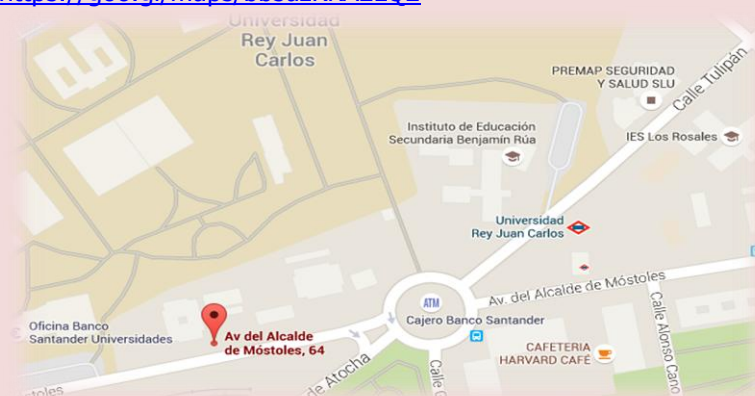 Universidad
Rey Juan
Carlos
PREMAP SEGURIDAD
Y SALUD SLU
Calle Tulipán
Instituto de Educación
Secundaria Benjamín Rúa
IES Los Rosales
Universidad
Rey Juan Carlos
Av. del Alcalde de Móstoles
ATM
Cajero Banco Santander
Oficina Banco
Santander Universidades
Av del Alcalde
de Móstoles, 64
CAFETERIA
HARVARD CAFÉ
Calle Alonso Cano
de Atocha
Calle